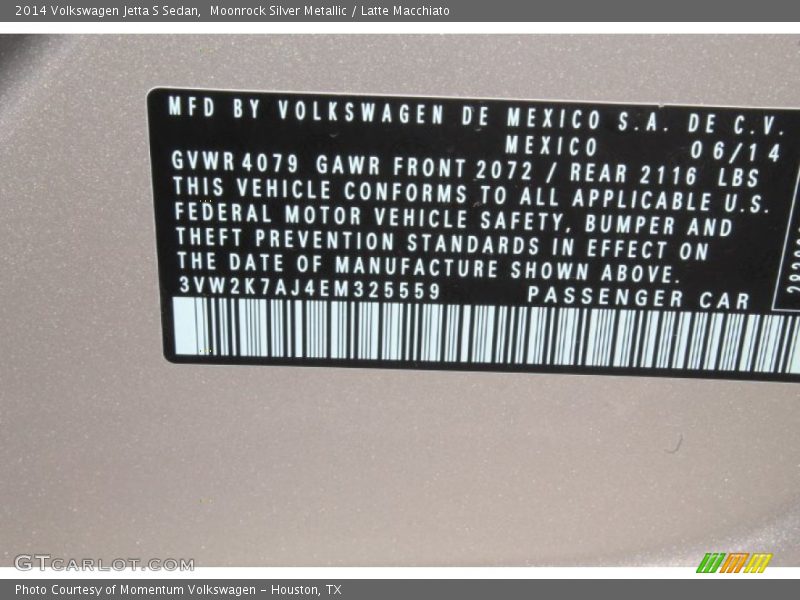 2014 Volkswagen Jetta S Sedan,  Moonrock Silver Metallic / Latte Macchiato
MFD BY VOLKSWAGEN DE MEXICO S.A. DE C.V.
MEXICO 06/14
GVWR 4079 GAWR FRONT 2072 / REAR 2116 LBS
THIS VEHICLE CONFORMS TO ALL APPLICABLE U.S.
FEDERAL MOTOR VEHICLE SAFETY, BUMPER AND
THEFT PREVENTION STANDARDS IN EFFECT ON
THE DATE OF MANUFACTURE SHOWN ABOVE.
3VW2K7AJ4EM325559 PASSENGER CAR
GTCARLOT.COM
Photo Courtesy of Momentum Volkswagen - Houston, TX